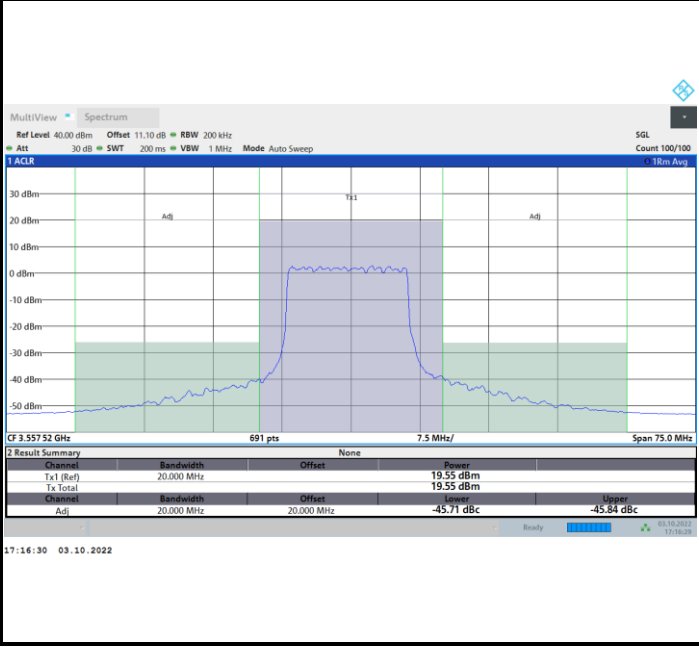 MultiView Spectrum
Ref Level 40.00 dBm Offset 11.10 dB RBW 200 kHz SGL
Att 30 dB SWT 200 ms VBW 1 MHz Mode Auto Sweep Count 100/100
1 ACLR 1Rm Avg
30 dBm
Tx1
20 dBm Adj Adj
10 dBm
0 dBm
-10 dBm
-20 dBm
-30 dBm
-40 dBm
-50 dBm
CF 3.557 52 GHz 691 pts 7.5 MHz/ Span 75.0 MHz
2 Result Summary None
Channel Bandwidth Offset Power
Tx1 (Ref) 20.000 MHz 19.55 dBm
Tx Total 19.55 dBm
Channel Bandwidth Offset Lower Upper
Adj 20.000 MHz 20.000 MHz -45.71 dBc -45.84 dBc
Ready 03.10.2022
17:16:29
17:16:30 03.10.2022